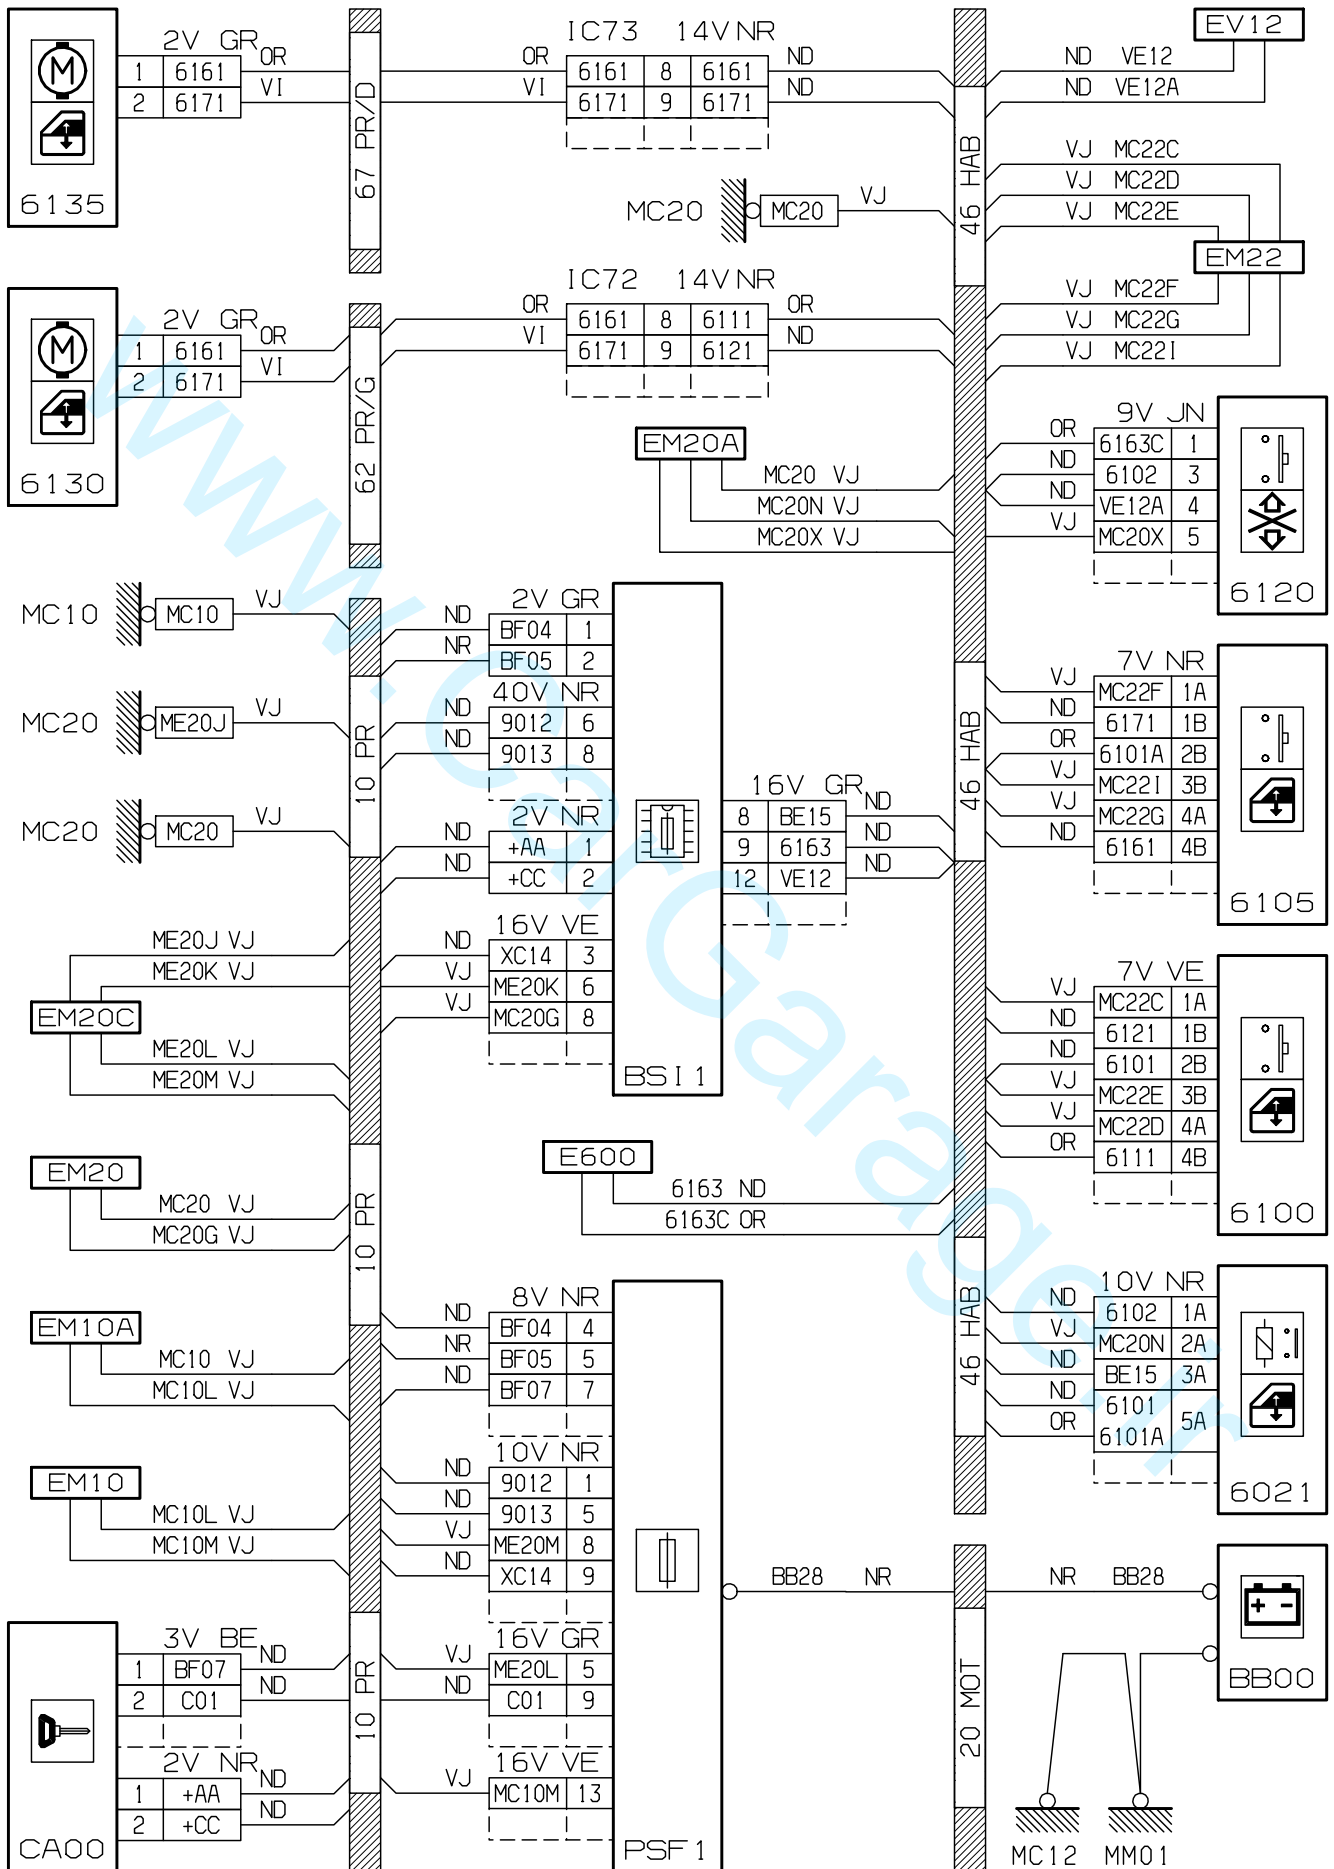 2V GR
OR
1 6161
VI
2 6171
6135
67 PR/D
IC73 14V NR
OR 6161 8 6161 ND
VI 6171 9 6171 ND
MC20 MC20 VJ
46 HAB
EV12
ND VE12
ND VE12A
VJ MC22C
VJ MC22D
VJ MC22E
EM22
VJ MC22F
VJ MC22G
VJ MC22I
2V GR
OR
1 6161
VI
2 6171
6130
62 PR/G
IC72 14V NR
OR 6161 8 6111 OR
VI 6171 9 6121 ND
EM20A
MC20 VJ
MC20N VJ
MC20X VJ
9V JN
OR 6163C 1
ND 6102 3
ND VE12A 4
VJ MC20X 5
6120
MC10 MC10 VJ
MC20 ME20J VJ
MC20 MC20 VJ
10 PR
2V GR
ND BF04 1
NR BF05 2
40V NR
ND 9012 6
ND 9013 8
2V NR
ND +AA 1
ND +CC 2
16V VE
ND XC14 3
VJ ME20K 6
VJ MC20G 8
BSI1
16V GR
8 BE15 ND
9 6163 ND
12 VE12 ND
46 HAB
7V NR
VJ MC22F 1A
ND 6171 1B
OR 6101A 2B
VJ MC22I 3B
VJ MC22G 4A
ND 6161 4B
6105
ME20J VJ
ME20K VJ
EM20C
ME20L VJ
ME20M VJ
7V VE
VJ MC22C 1A
ND 6121 1B
ND 6101 2B
VJ MC22E 3B
VJ MC22D 4A
OR 6111 4B
6100
EM20
MC20 VJ
MC20G VJ
10 PR
E600
6163 ND
6163C OR
46 HAB
10V NR
ND 6102 1A
VJ MC20N 2A
ND BE15 3A
ND 6101
OR 6101A 5A
6021
EM10A
MC10 VJ
MC10L VJ
EM10
MC10L VJ
MC10M VJ
8V NR
ND BF04 4
NR BF05 5
ND BF07 7
10V NR
ND 9012 1
ND 9013 5
VJ ME20M 8
ND XC14 9
16V GR
VJ ME20L 5
ND C01 9
16V VE
VJ MC10M 13
PSF1
BB28 NR
NR BB28
+ -
BB00
20 MOT
MC12 MM01
3V BE
1 BF07 ND
2 C01 ND
2V NR
1 +AA ND
2 +CC ND
CA00
10 PR
www.CarGarage.ir